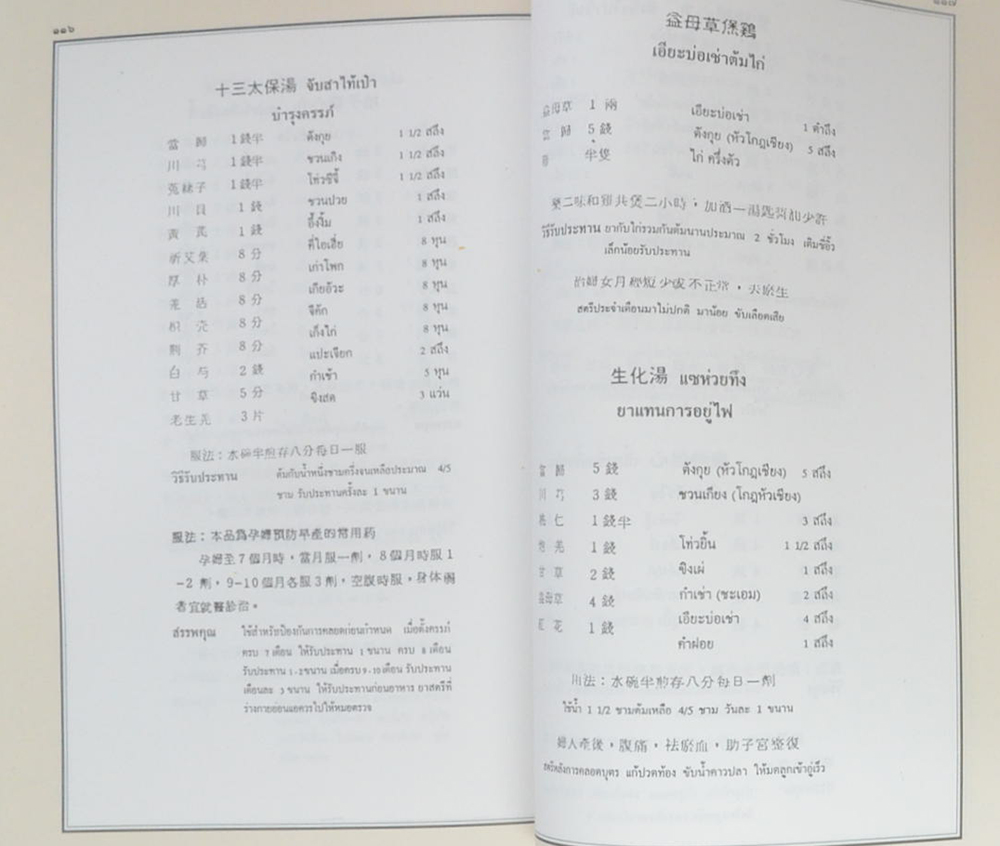 ๑๑๖
十三太保湯 จับสาไท้เป๋า
บำรุงครรภ์
當歸 1錢半 ตังกุย 1 1/2 สลึง
川芎 1錢半 ชวนเกิง 1 1/2 สลึง
菟絲子 1錢半 โท่วซีจี้ 1 1/2 สลึง
川貝 1錢 ชวนปวย 1 สลึง
黃芪 1錢 อึ้งงิ้ม 1 สลึง
祈艾葉 8分 คี่ไอเฮี่ย 8 หุน
厚朴 8分 เก่าโพก 8 หุน
羌活 8分 เกียอัวะ 8 หุน
枳壳 8分 จีคัก 8 หุน
荊芥 8分 เก็งไก่ 8 หุน
白芍 2錢 แปะเจียก 2 สลึง
甘草 5分 กำเช้า 5 หุน
老生羌 3片 ขิงสด 3 แว่น
服法：水碗半煎存八分每日一服
วิธีรับประทาน ต้มกับน้ำหนึ่งชามครึ่งจนเหลือประมาณ 4/5
ชาม รับประทานครั้งละ 1 ขนาน
服法：本品為孕婦預防早產的常用药
孕婦至7個月時，當月服一劑，8個月時服1
-2劑，9-10個月各服3劑，空腹時服，身体弱
者宜就醫診治。
สรรพคุณ ใช้สำหรับป้องกันการคลอดก่อนกำหนด เมื่อตั้งครรภ์
ครบ 7 เดือน ให้รับประทาน 1 ขนาน ครบ 8 เดือน
รับประทาน 1-2 ขนาน เมื่อครบ 9-10 เดือน รับประทาน
เดือนละ 3 ขนาน ให้รับประทานก่อนอาหาร อาสตรีที่
ร่างกายอ่อนแอควรไปให้หมอตรวจ
๑๑๗
益母草煲鷄
เอียะบ่อเช่าต้มไก่
益母草 1兩 เอียะบ่อเช่า 1 ตำลึง
當歸 5錢 ตังกุย (หัวโกฎเชียง) 5 สลึง
半隻 ไก่ ครึ่งตัว
藥二味和雞共煲二小時，加酒一湯匙酱油少許
วิธีรับประทาน ยากับไก่รวมกันต้มนานประมาณ 2 ชั่วโมง เติมซีอิ๊ว
เล็กน้อยรับประทาน
治婦女月經短少或不正常，去瘀生
สตรีประจำเดือนมาไม่ปกติ มาน้อย ขับเลือดเสีย
生化湯 แซห่วยทึง
ยาแทนการอยู่ไฟ
當歸 5錢 ตังกุย (หัวโกฎเชียง) 5 สลึง
川芎 3錢 ชวนเกียง (โกฎหัวเชียง)
仁 1錢半 3 สลึง
羌 1錢 โท่วยิ้น 1 1/2 สลึง
甘草 2錢 ขิงเผ่ 1 สลึง
益母草 4錢 กำเช่า (ชะเอม) 2 สลึง
紅花 1錢 เอียะบ่อเช่า 4 สลึง
คำฝอย 1 สลึง
用法：水碗半煎存八分每日一劑
ใช้น้ำ 1 1/2 ชามต้มเหลือ 4/5 ชาม วันละ 1 ขนาน
婦人產後，腹痛，祛瘀血，助子宮整復
สตรีหลังการคลอดบุตร แก้ปวดท้อง ขับน้ำคาวปลา ให้มดลูกเข้าอู่เร็ว